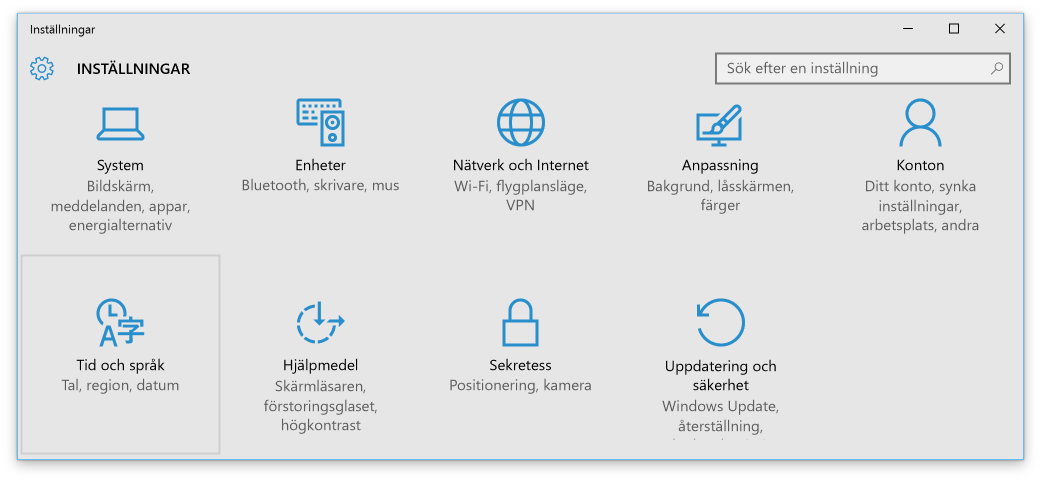 Inställningar
INSTÄLLNINGAR
Sök efter en inställning
System
Bildskärm,
meddelanden, appar,
energialternativ
Enheter
Bluetooth, skrivare, mus
Nätverk och Internet
Wi-Fi, flygplansläge,
VPN
Anpassning
Bakgrund, låsskärmen,
färger
Konton
Ditt konto, synka
inställningar,
arbetsplats, andra
A字
Tid och språk
Tal, region, datum
Hjälpmedel
Skärmläsaren,
förstoringsglaset,
högkontrast
Sekretess
Positionering, kamera
Uppdatering och
säkerhet
Windows Update,
återställning,